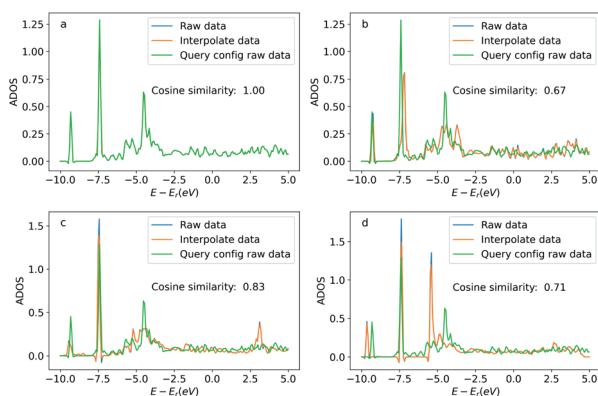 a
Raw data
Interpolate data
Query config raw data
Cosine similarity: 1.00
ADOS
1.25
1.00
0.75
0.50
0.25
0.00
−10.0 −7.5 −5.0 −2.5 0.0 2.5 5.0
E − Er(eV)
b
Raw data
Interpolate data
Query config raw data
Cosine similarity: 0.67
ADOS
1.25
1.00
0.75
0.50
0.25
0.00
−10.0 −7.5 −5.0 −2.5 0.0 2.5 5.0
E − Er(eV)
c
Raw data
Interpolate data
Query config raw data
Cosine similarity: 0.83
ADOS
1.5
1.0
0.5
0.0
−10.0 −7.5 −5.0 −2.5 0.0 2.5 5.0
E − Er(eV)
d
Raw data
Interpolate data
Query config raw data
Cosine similarity: 0.71
ADOS
1.5
1.0
0.5
0.0
−10.0 −7.5 −5.0 −2.5 0.0 2.5 5.0
E − Er(eV)